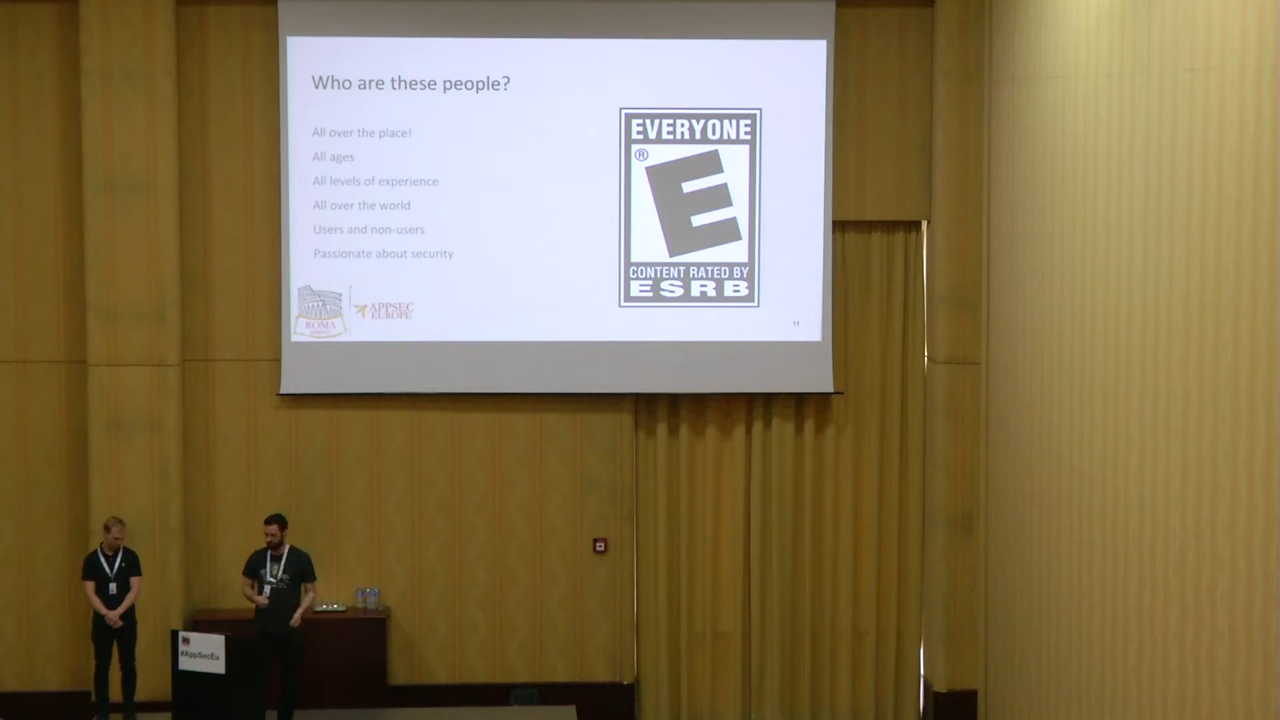 Who are these people?
All over the place!
All ages
All levels of experience
All over the world
Users and non-users
Passionate about security
EVERYONE
®
E
CONTENT RATED BY
ESRB
ROMA
APPSEC
EUROPE
11
#AppSecEu